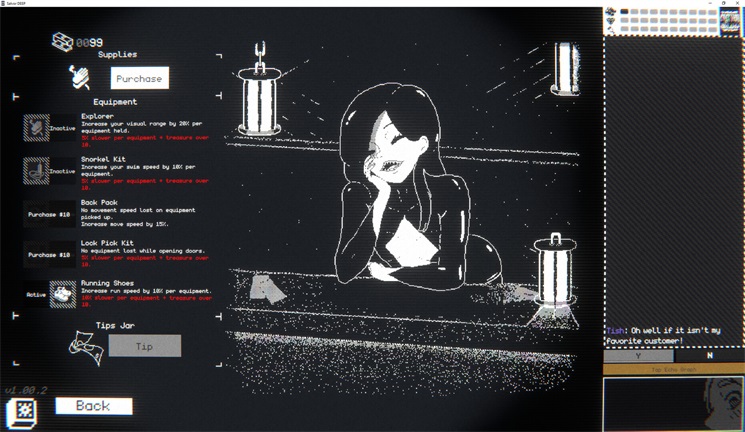 0099
Supplies
Purchase
Equipment
Explorer
Increase your visual range by 20% per
equipment held.
5% slower per equipment + treasure over
10.
Inactive
Snorkel Kit
Increase your swim speed by 10% per
equipment.
5% slower per equipment + treasure over
10.
Inactive
Back Pack
No movement speed lost on equipment
picked up.
Increase move speed by 15%.
Purchase #10
Lock Pick Kit
No equipment lost while opening doors.
5% slower per equipment + treasure over
10.
Purchase #10
Running Shoes
Increase run speed by 10% per equipment.
10% slower per equipment + treasure over
10.
Active
Tips Jar
Tip
v1.00.2
Back
Tish: Oh well if it isn't my
favorite customer!
Y N